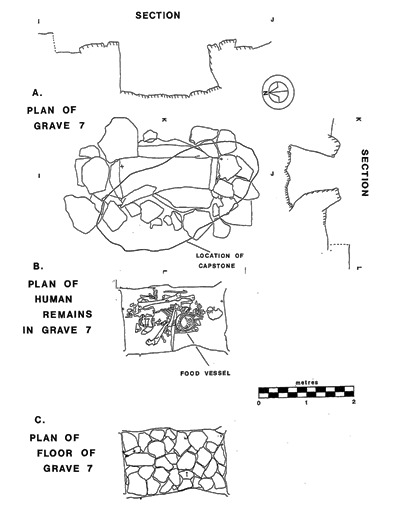 SECTION
I
J
A.
PLAN OF
GRAVE 7
N
K
K
I
J
SECTION
LOCATION OF
CAPSTONE
B.
L
L
PLAN OF
HUMAN
REMAINS
IN GRAVE 7
FOOD VESSEL
metres
0 1 2
C.
PLAN OF
FLOOR OF
GRAVE 7